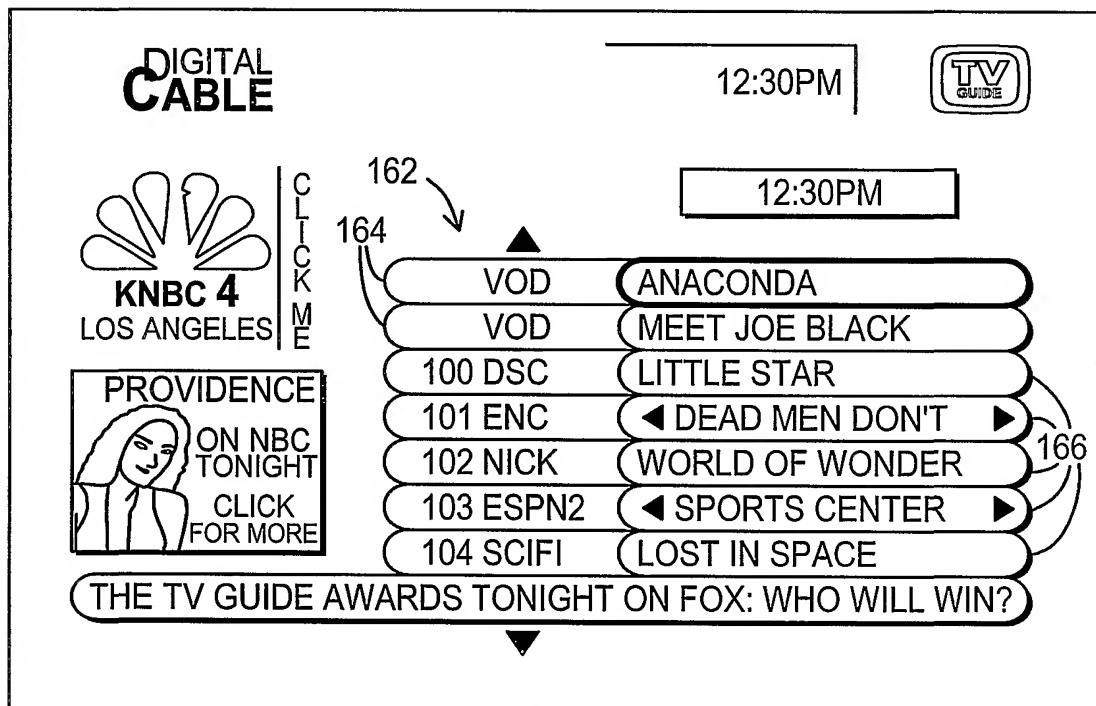 DIGITAL
CABLE
12:30PM
TV
GUIDE
KNBC 4
LOS ANGELES
CLICK ME
162
164
12:30PM
VOD ANACONDA
VOD MEET JOE BLACK
100 DSC LITTLE STAR
101 ENC DEAD MEN DON'T
102 NICK WORLD OF WONDER
103 ESPN2 SPORTS CENTER
104 SCIFI LOST IN SPACE
166
PROVIDENCE
ON NBC
TONIGHT
CLICK
FOR MORE
THE TV GUIDE AWARDS TONIGHT ON FOX: WHO WILL WIN?